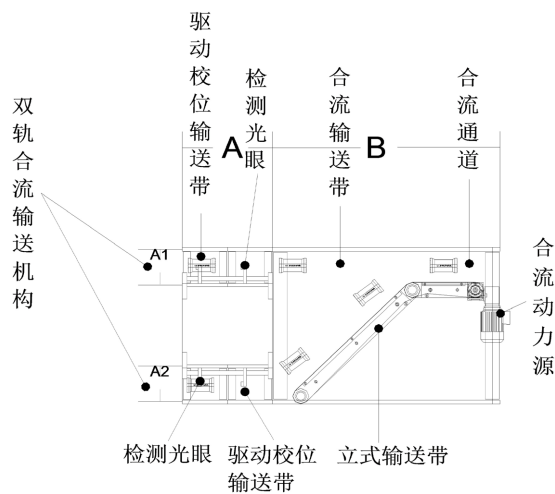 双轨合流输送机构
驱动校位输送带
检测光眼
合流输送带
合流通道
A
B
A1
合流动力源
A2
检测光眼
驱动校位
输送带
立式输送带